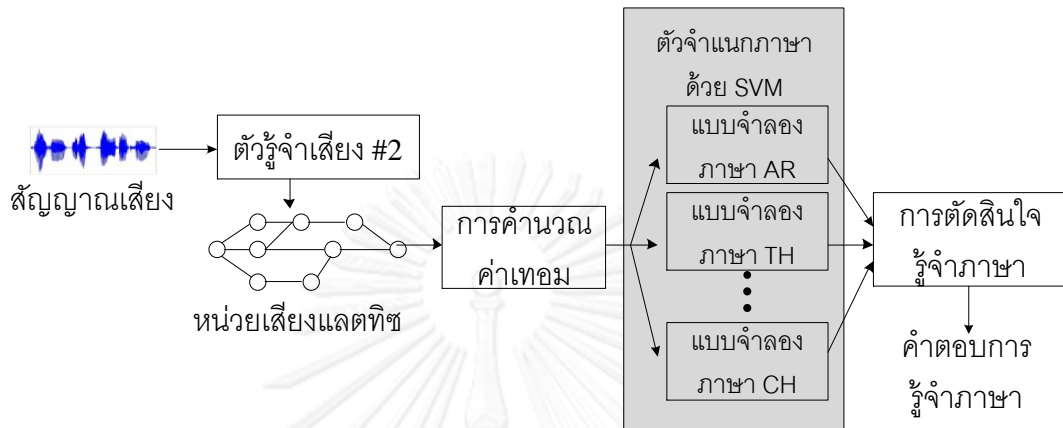 สัญญาณเสียง
ตัวรู้จำเสียง #2
หน่วยเสียงแลตทิซ
การคำนวณ
ค่าเทอม
ตัวจำแนกภาษา
ด้วย SVM
แบบจำลอง
ภาษา AR
แบบจำลอง
ภาษา TH
แบบจำลอง
ภาษา CH
การตัดสินใจ
รู้จำภาษา
คำตอบการ
รู้จำภาษา